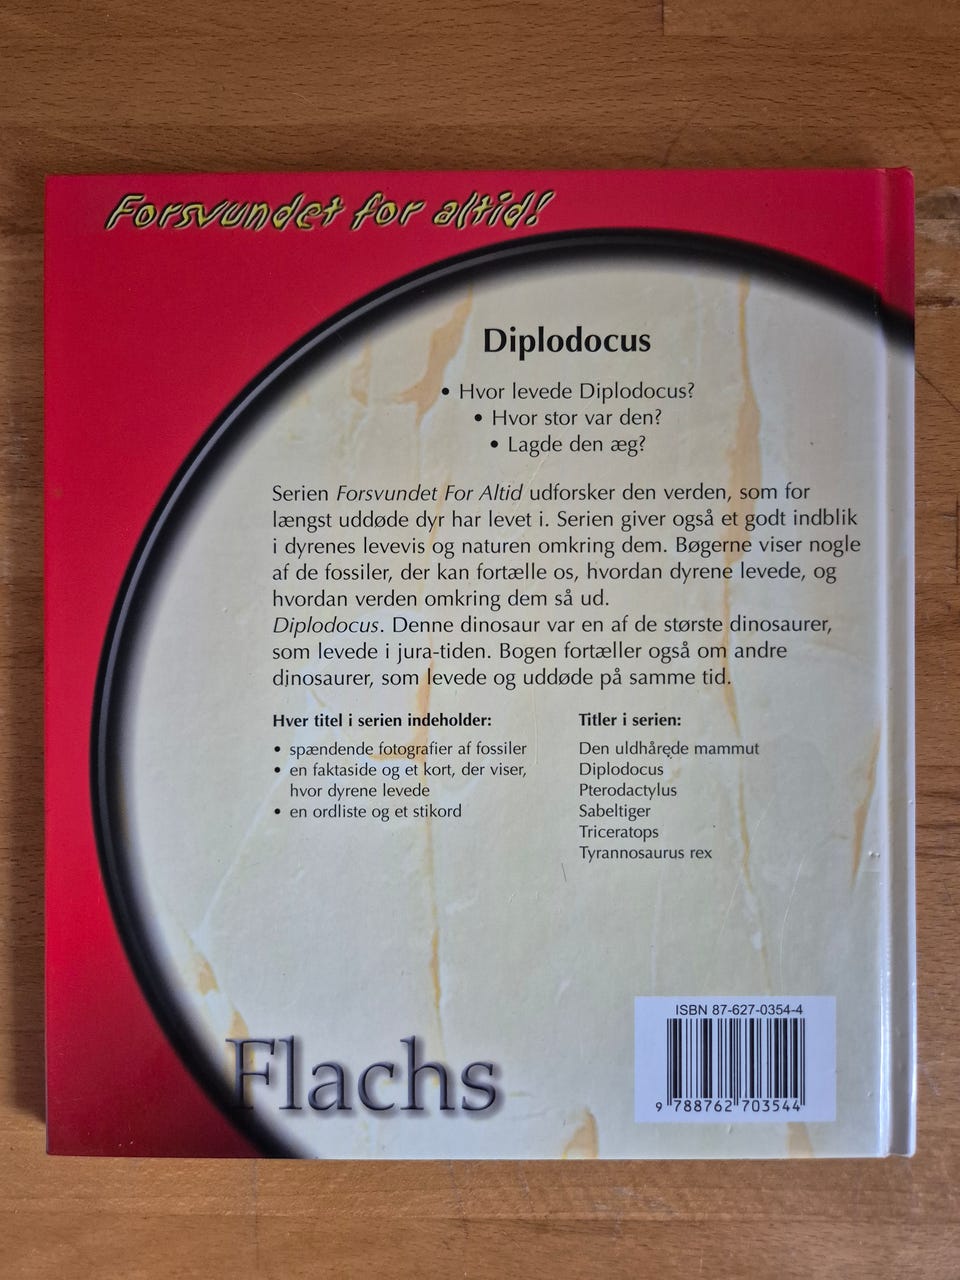 Forsvundet for altid!
Diplodocus
• Hvor levede Diplodocus?
• Hvor stor var den?
• Lagde den æg?
Serien Forsvundet For Altid udforsker den verden, som for
længst uddøde dyr har levet i. Serien giver også et godt indblik
i dyrenes levevis og naturen omkring dem. Bøgerne viser nogle
af de fossiler, der kan fortælle os, hvordan dyrene levede, og
hvordan verden omkring dem så ud.
Diplodocus. Denne dinosaur var en af de største dinosaurer,
som levede i jura-tiden. Bogen fortæller også om andre
dinosaurer, som levede og uddøde på samme tid.
Hver titel i serien indeholder:
• spændende fotografier af fossiler
• en faktaside og et kort, der viser,
hvor dyrene levede
• en ordliste og et stikord
Titler i serien:
Den uldhårede mammut
Diplodocus
Pterodactylus
Sabeltiger
Triceratops
Tyrannosaurus rex
Flachs
ISBN 87-627-0354-4
9 788762 703544